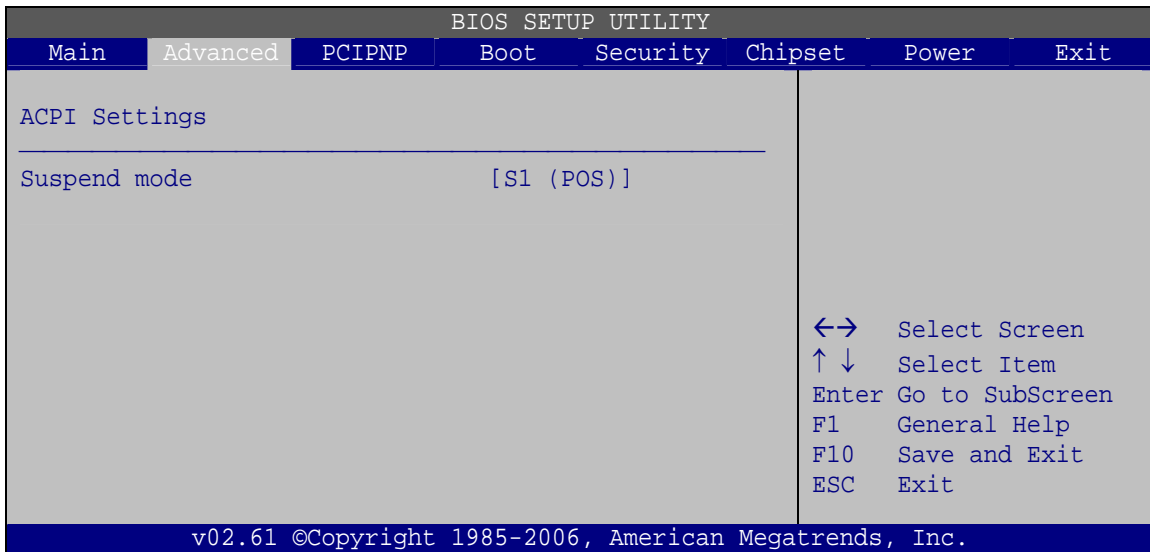 BIOS SETUP UTILITY
Main Advanced PCIPNP Boot Security Chipset Power Exit
ACPI Settings
Suspend mode [S1 (POS)]
←→ Select Screen
↑ ↓ Select Item
Enter Go to SubScreen
F1 General Help
F10 Save and Exit
ESC Exit
v02.61 ©Copyright 1985-2006, American Megatrends, Inc.